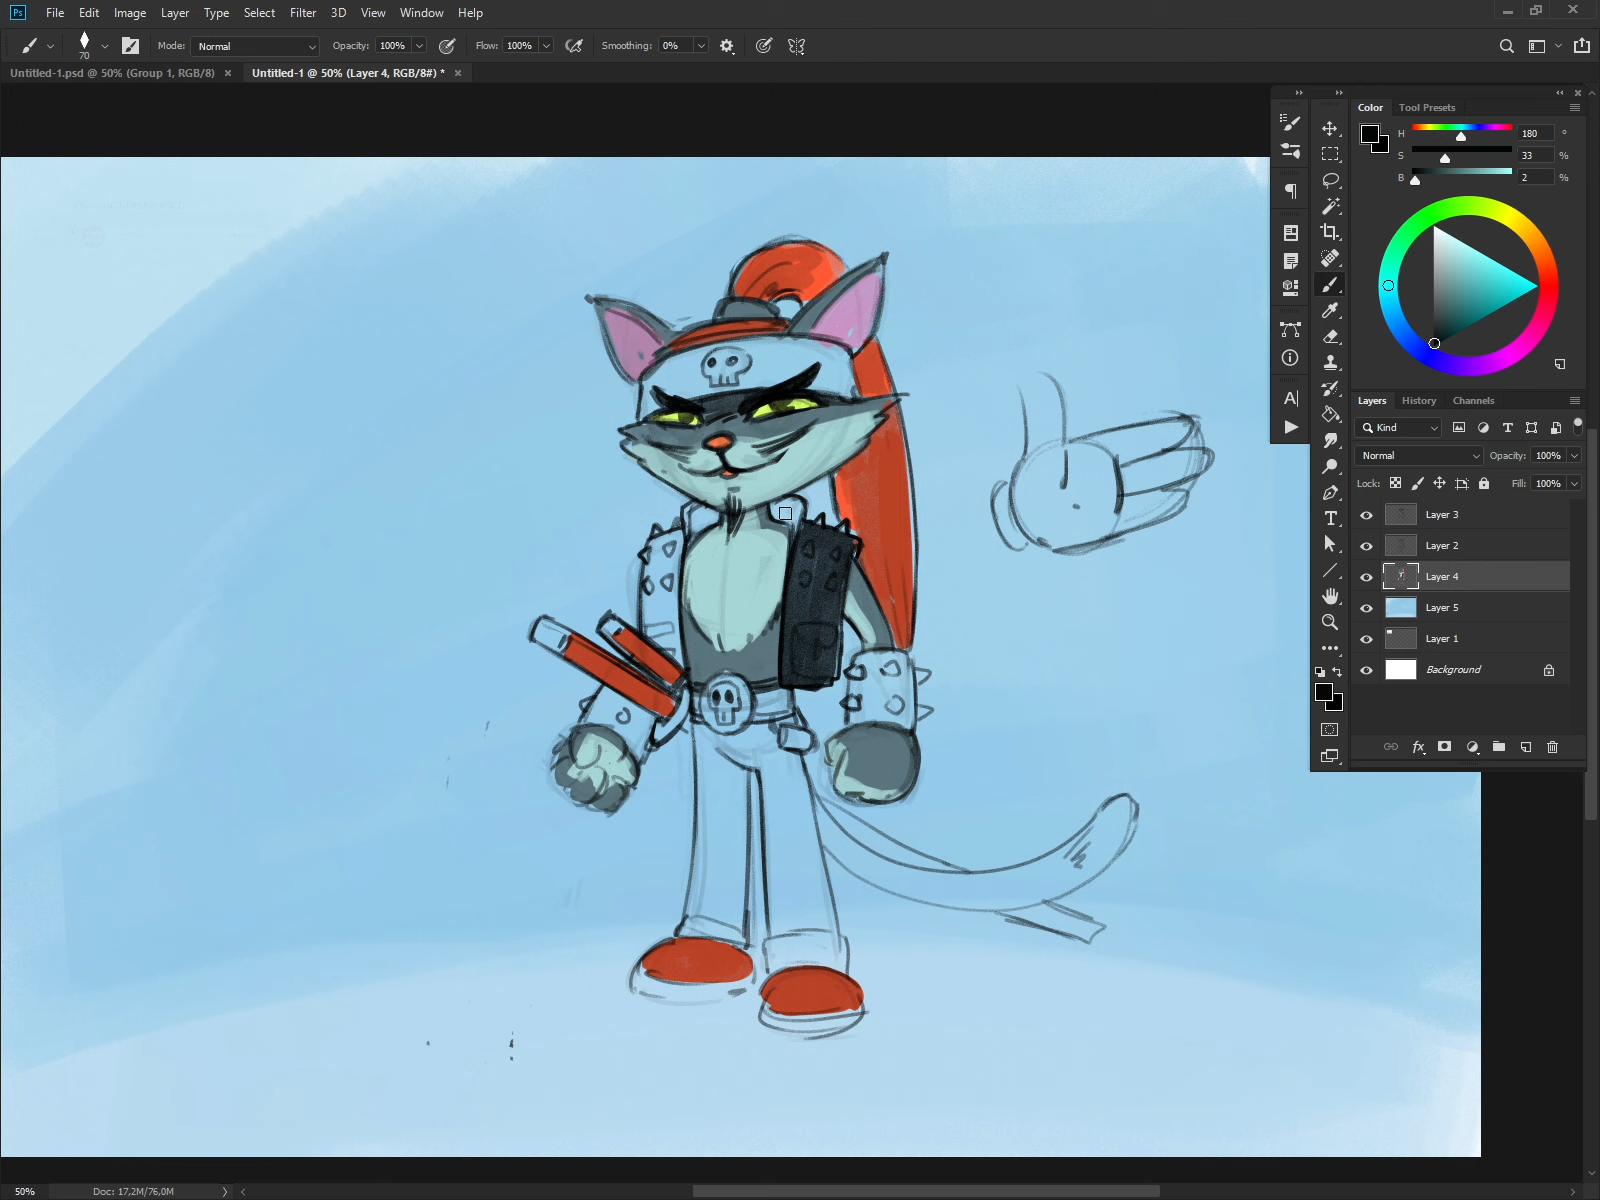 Ps File Edit Image Layer Type Select Filter 3D View Window Help
70 Mode: Normal Opacity: 100% Flow: 100% Smoothing: 0%
Untitled-1.psd @ 50% (Group 1, RGB/8) × Untitled-1 @ 50% (Layer 4, RGB/8#) * ×
Color Tool Presets
H 180 °
S 33 %
B 2 %
Layers History Channels
Kind
Normal Opacity: 100%
Lock: Fill: 100%
Layer 3
Layer 2
Layer 4
Layer 5
Layer 1
Background
50% Doc: 17,2M/76,0M